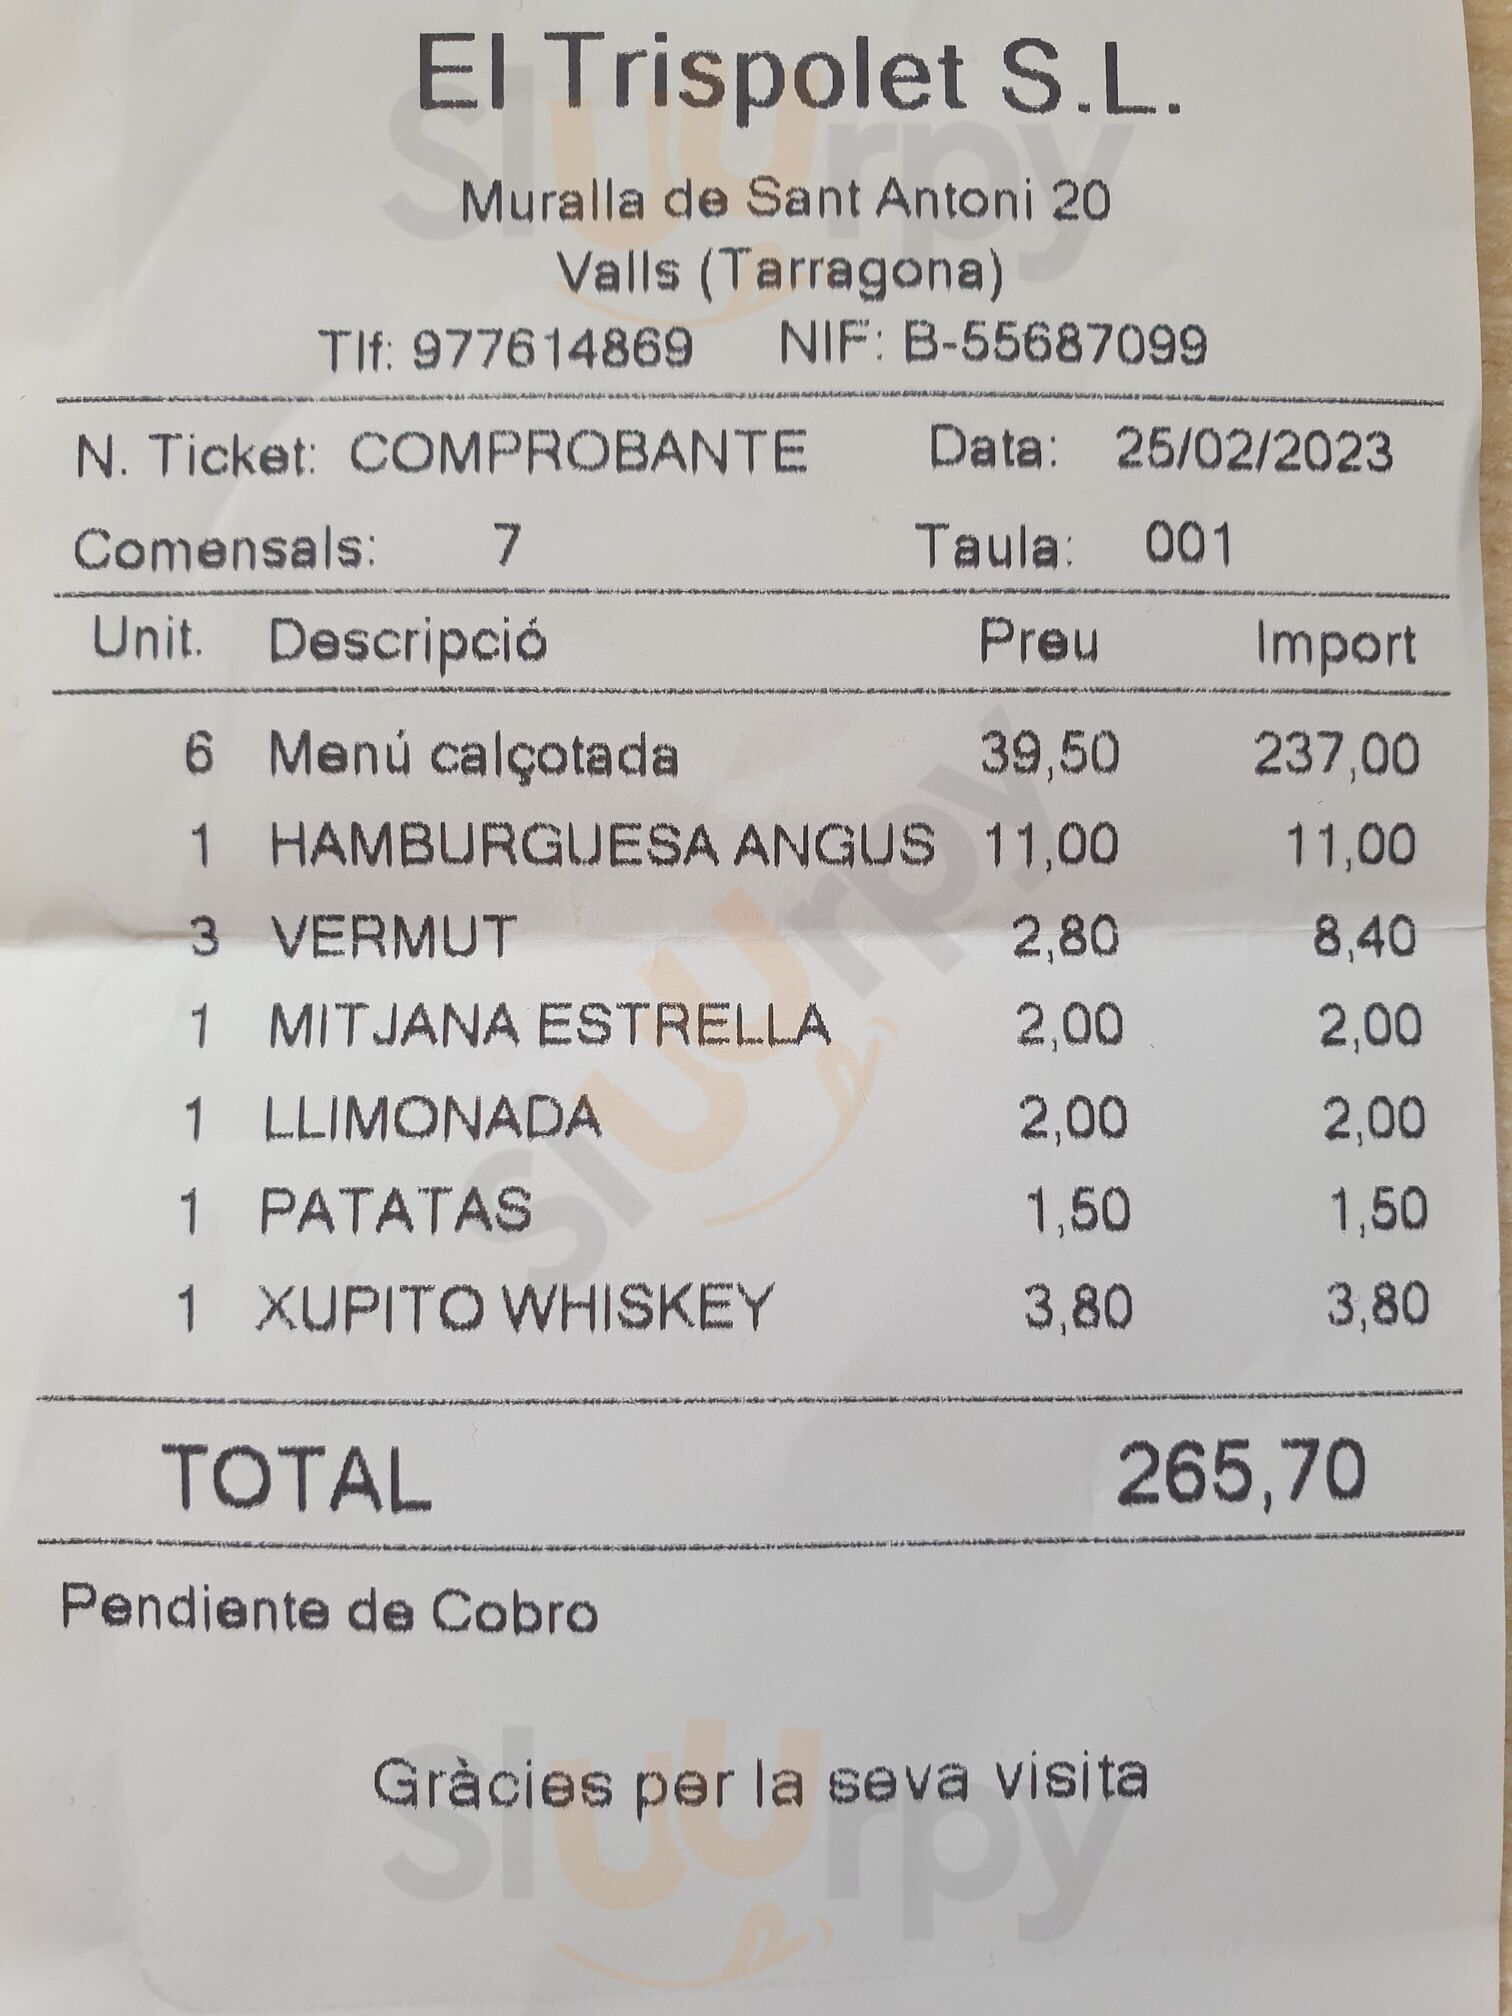 El Trispolet S.L.
Muralla de Sant Antoni 20
Valls (Tarragona)
Tlf: 977614869 NIF: B-55687099
N. Ticket: COMPROBANTE Data: 25/02/2023
Comensals: 7 Taula: 001
Unit. Descripció Preu Import
6 Menú calçotada 39,50 237,00
1 HAMBURGUESA ANGUS 11,00 11,00
3 VERMUT 2,80 8,40
1 MITJANA ESTRELLA 2,00 2,00
1 LLIMONADA 2,00 2,00
1 PATATAS 1,50 1,50
1 XUPITO WHISKEY 3,80 3,80
TOTAL 265,70
Pendiente de Cobro
Gràcies per la seva visita
Sluurpy
Sluurpy
Sluurpy